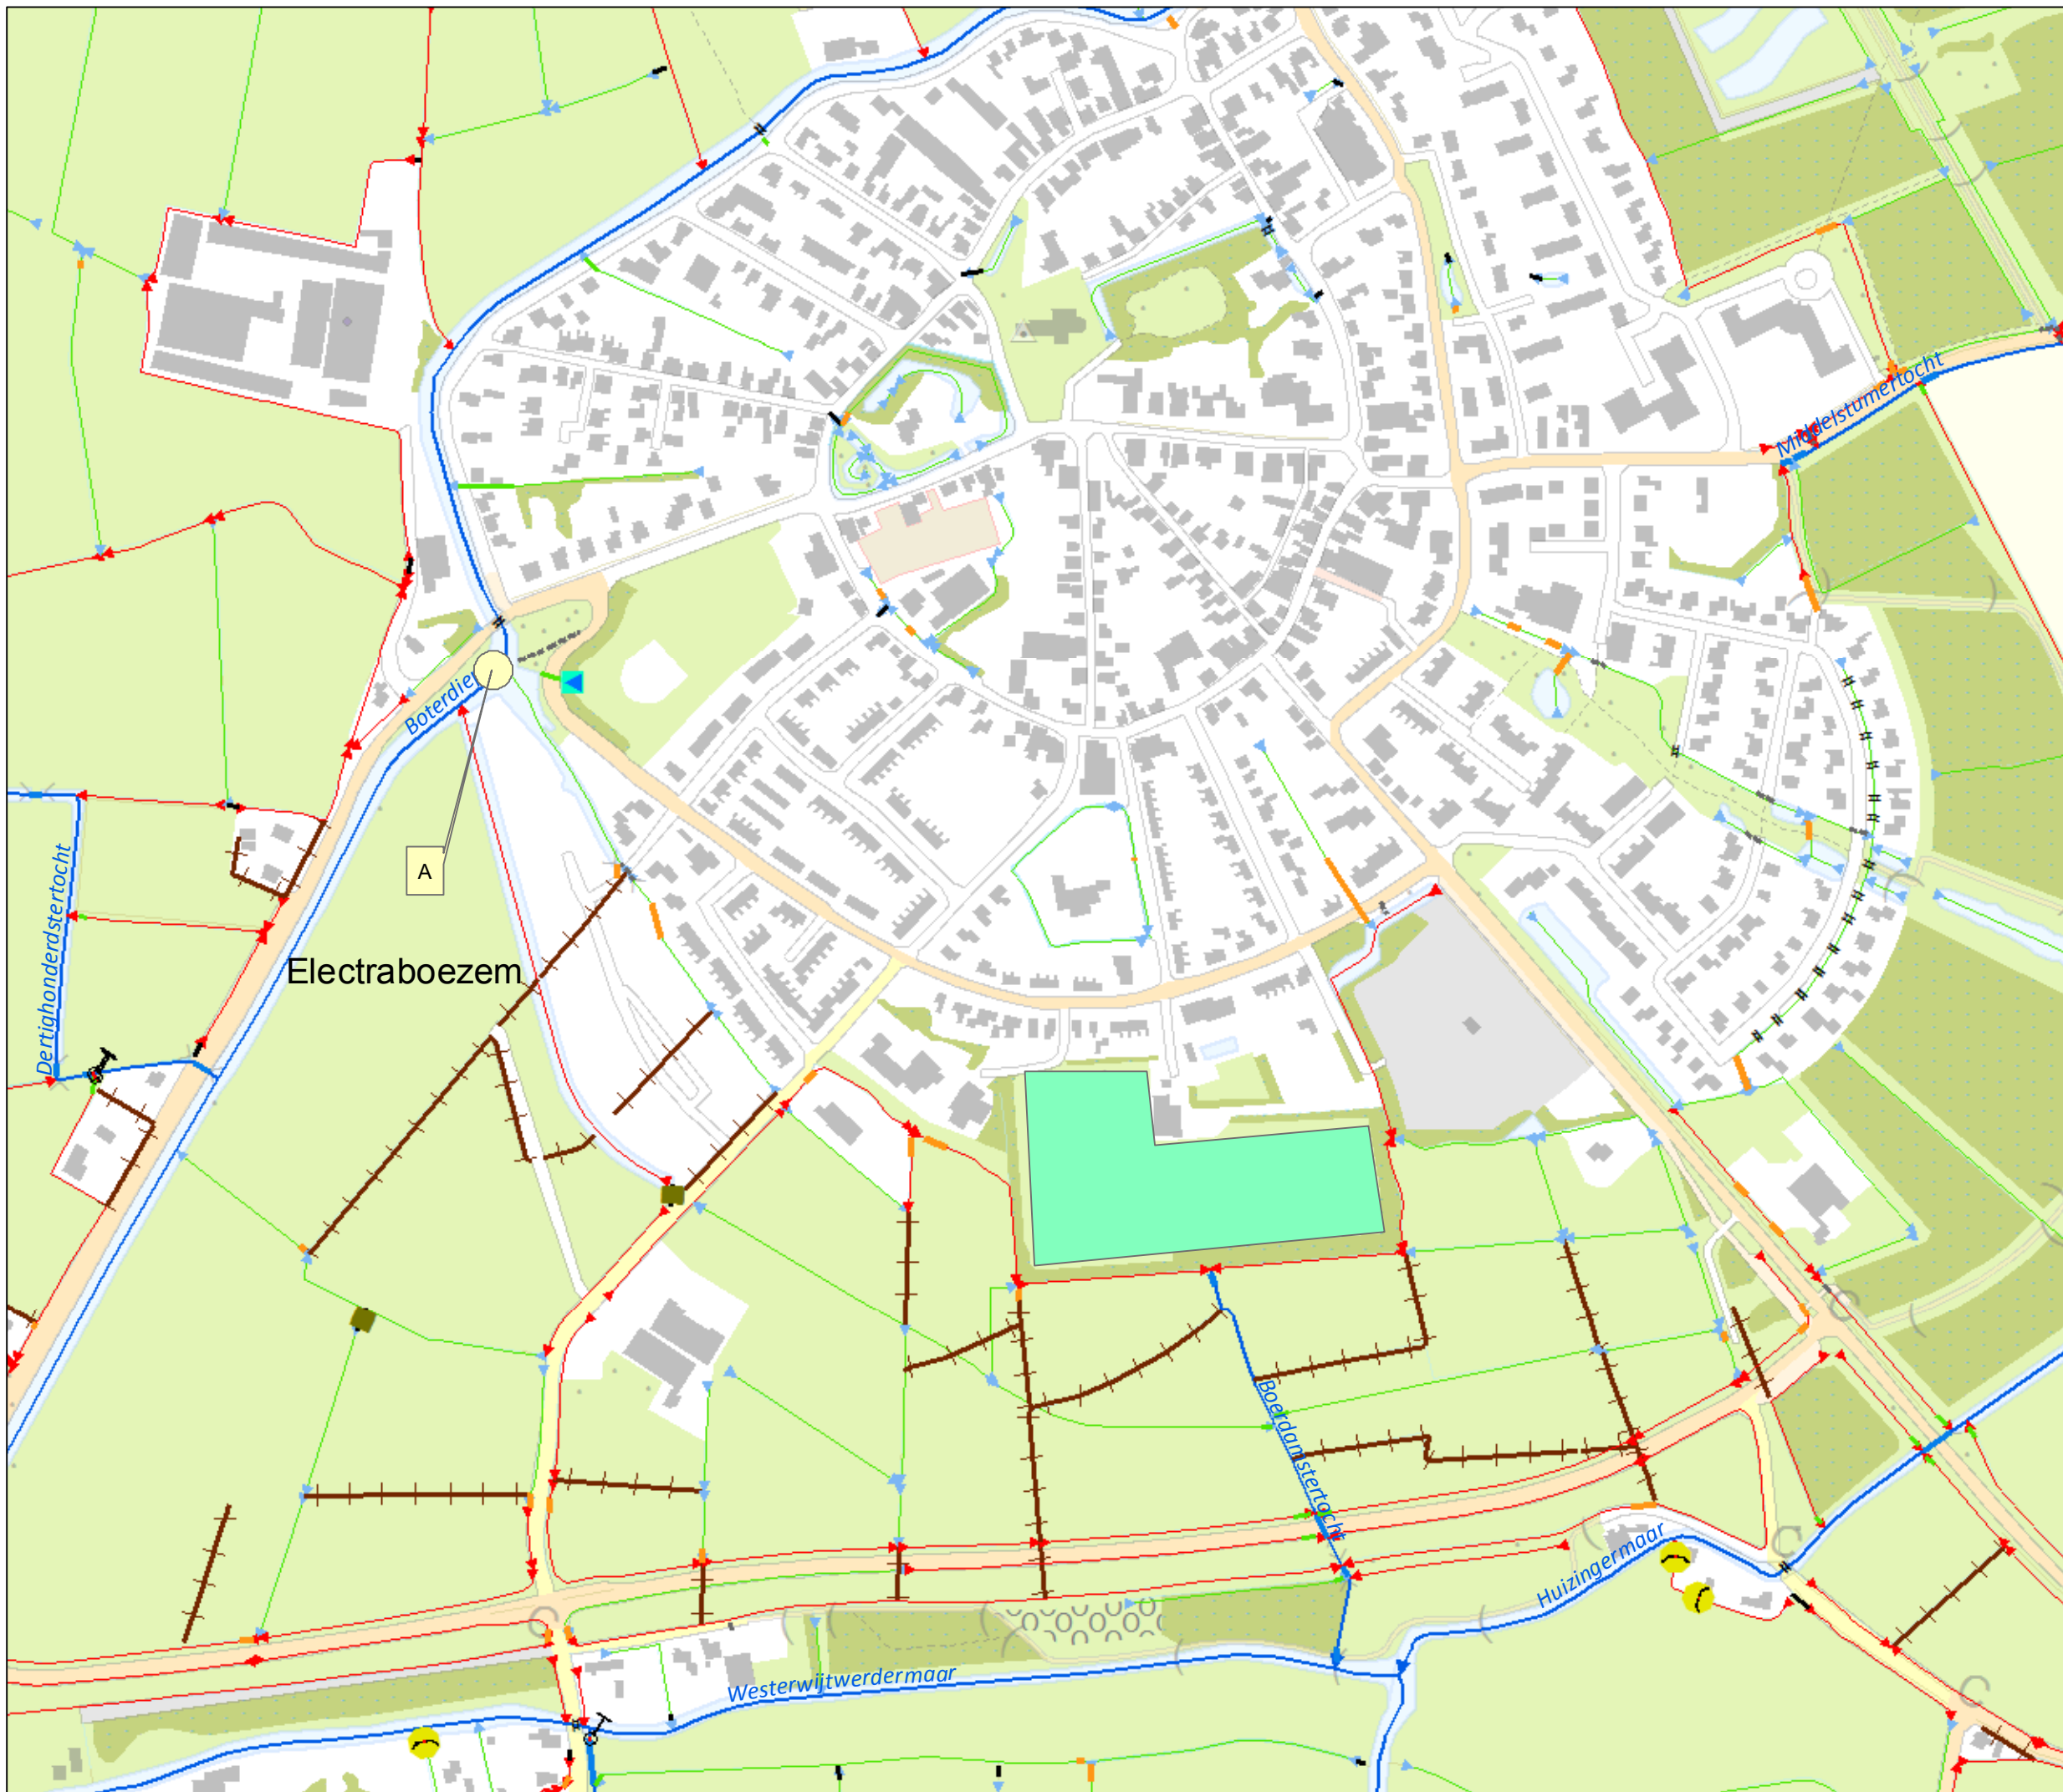 Middelstumertocht
Boterdiep
A
Dertighonderdstertocht
Electraboezem
Boerdamstertocht
Huizingermaar
Westerwijtwerdermaar